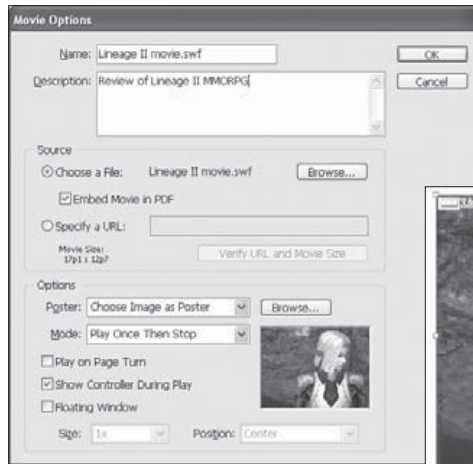 Movie Options
Name: Lineage II movie.swf
OK
Description: Review of Lineage II MMORPG
Cancel
Source
Choose a File: Lineage II movie.swf Browse...
Embed Movie in PDF
Specify a URL:
Movie Size:
17p1 x 12p7
Verify URL and Movie Size
Options
Poster: Choose Image as Poster Browse...
Mode: Play Once Then Stop
Play on Page Turn
Show Controller During Play
Floating Window
Size: 1x Position: Center